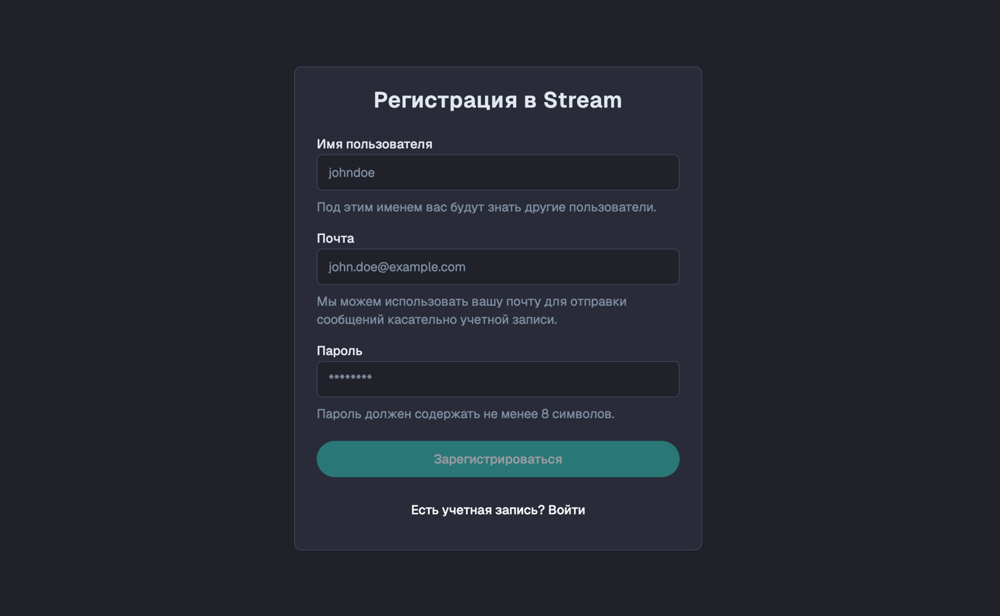 Регистрация в Stream
Имя пользователя
johndoe
Под этим именем вас будут знать другие пользователи.
Почта
john.doe@example.com
Мы можем использовать вашу почту для отправки
сообщений касательно учетной записи.
Пароль
********
Пароль должен содержать не менее 8 символов.
Зарегистрироваться
Есть учетная запись? Войти